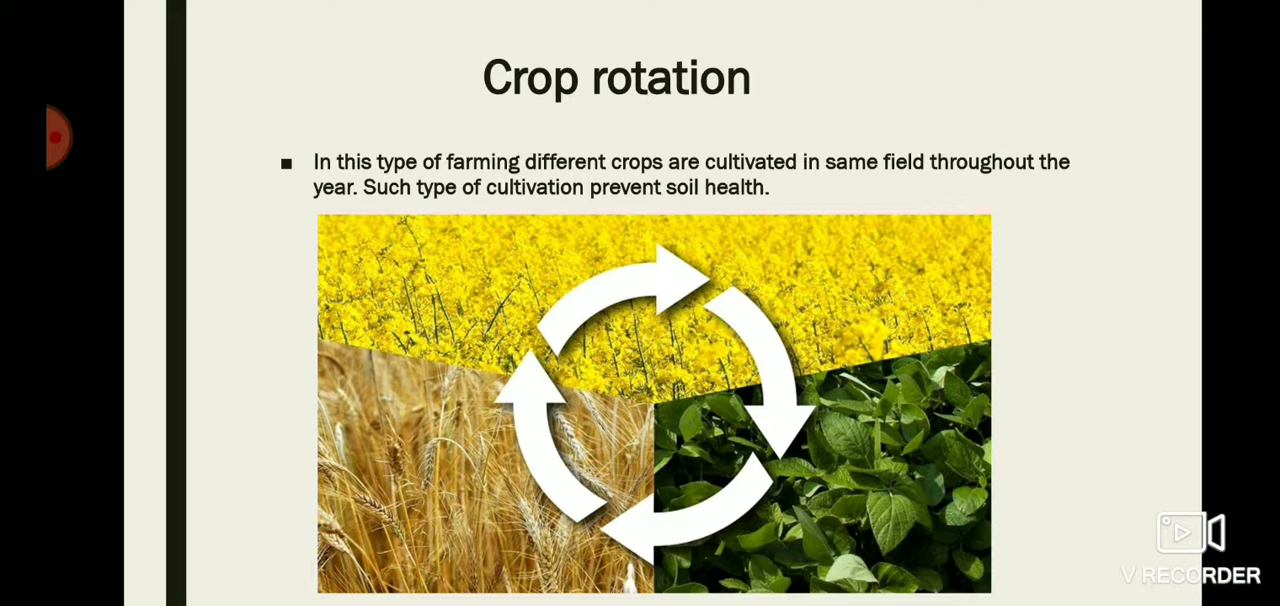 Crop rotation
■ In this type of farming different crops are cultivated in same field throughout the
year. Such type of cultivation prevent soil health.
V RECORDER